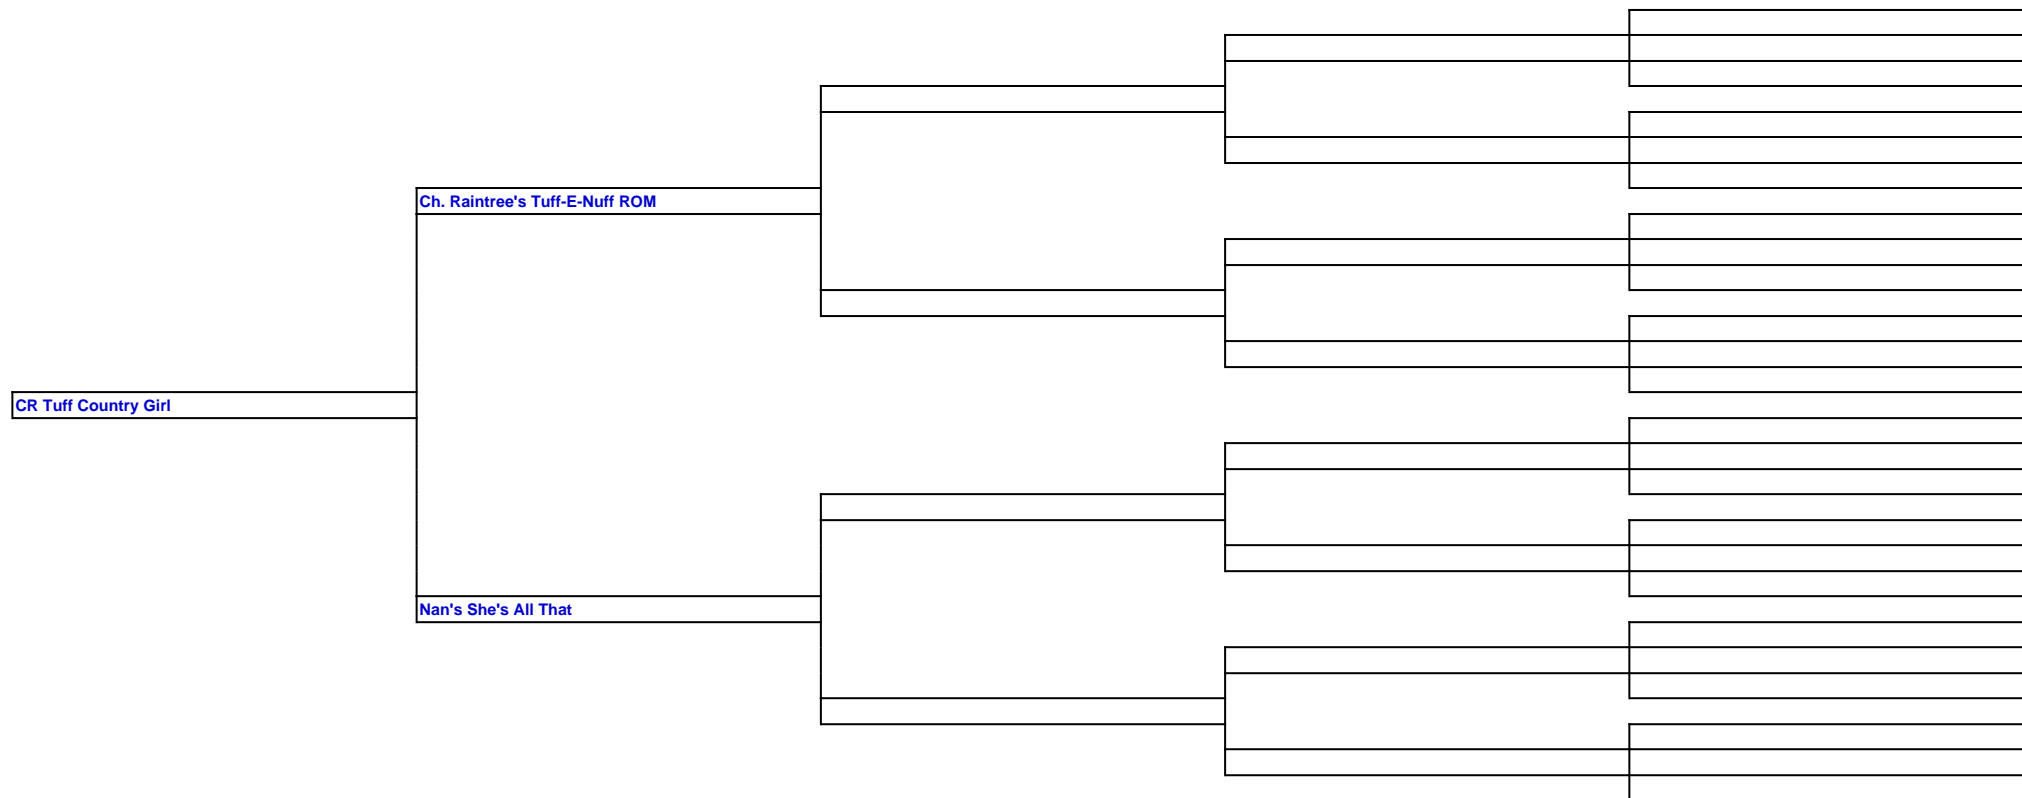 Ch. Raintree's Tuff-E-Nuff ROM
CR Tuff Country Girl
Nan's She's All That